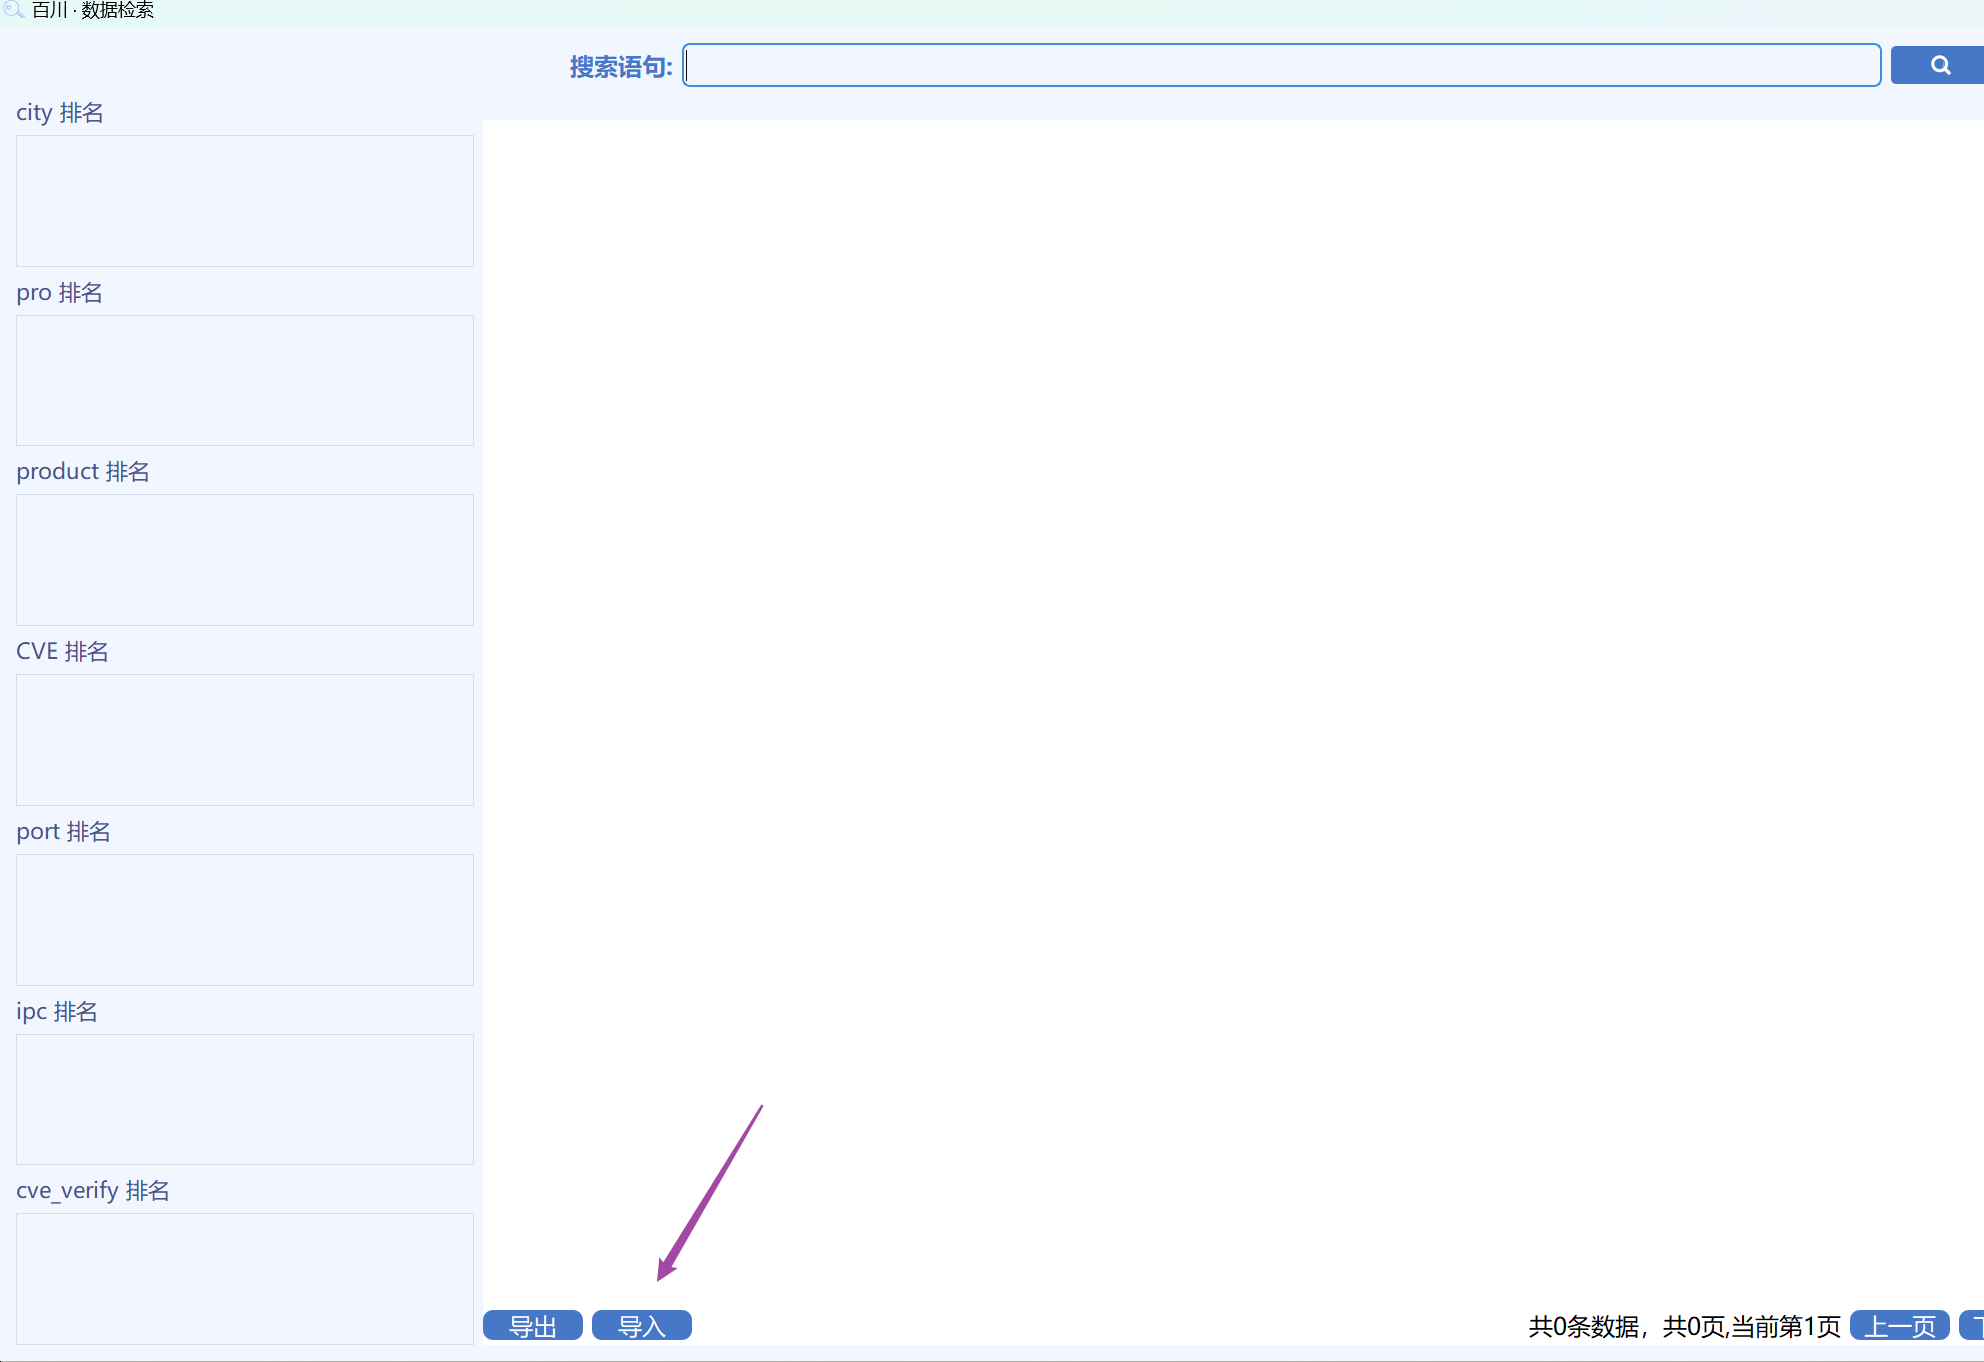 百川 · 数据检索
搜索语句:
city 排名
pro 排名
product 排名
CVE 排名
port 排名
ipc 排名
cve_verify 排名
导出 导入 共0条数据，共0页,当前第1页 上一页